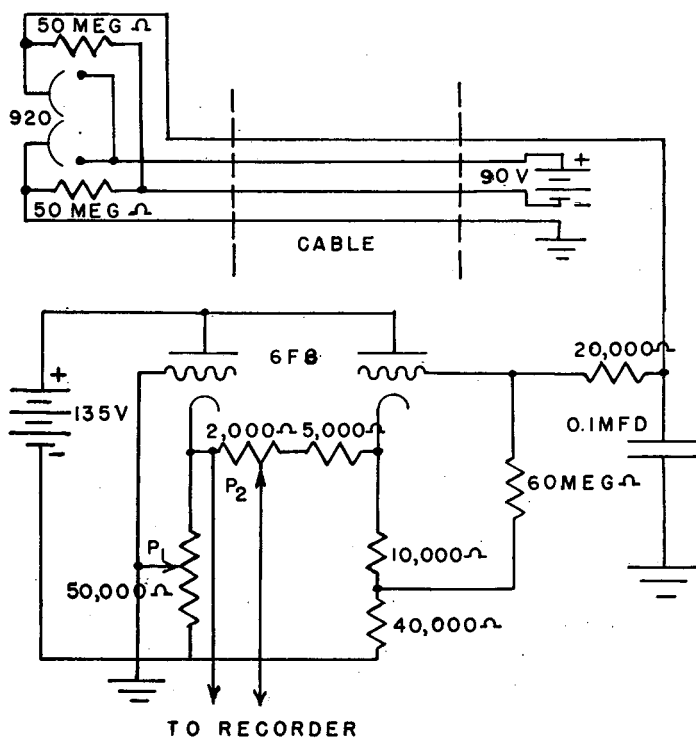 50 MEG Ω
920
50 MEG Ω
CABLE
90 V
+
-
+
135V
-
6F8
2,000Ω
5,000Ω
P2
P1
50,000Ω
10,000Ω
40,000Ω
20,000Ω
0.1MFD
60MEGΩ
TO RECORDER